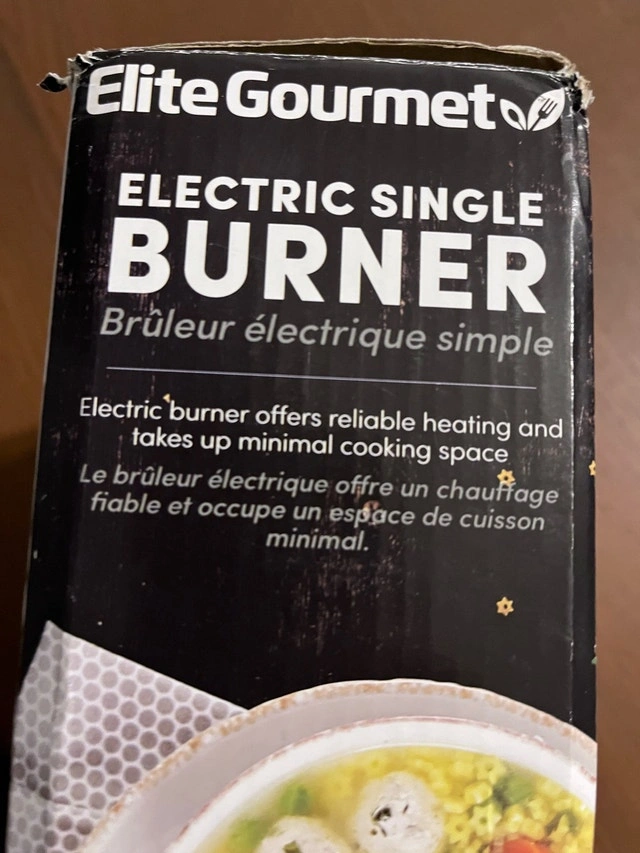 Elite Gourmet
ELECTRIC SINGLE
BURNER
Brûleur électrique simple
Electric burner offers reliable heating and
takes up minimal cooking space
Le brûleur électrique offre un chauffage
fiable et occupe un espace de cuisson
minimal.